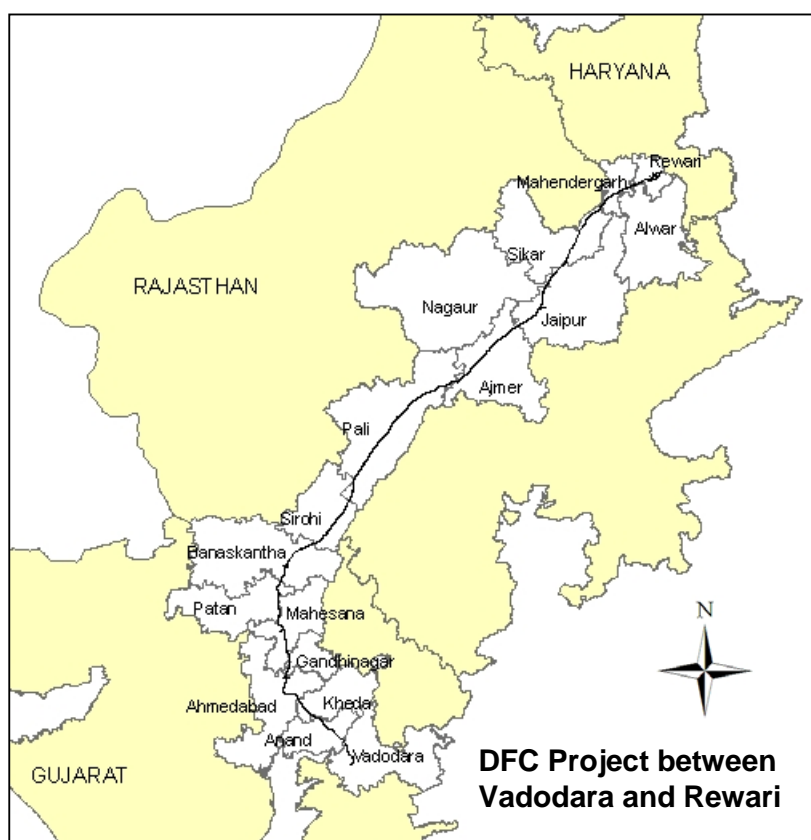 HARYANA
Rewari
Mahendergarh
Alwar
Sikar
RAJASTHAN
Nagaur
Jaipur
Ajmer
Pali
Sirohi
Banaskantha
Patan
Mahesana
N
Gandhinagar
Ahmedabad
Kheda
Anand
Vadodara
GUJARAT
DFC Project between
Vadodara and Rewari